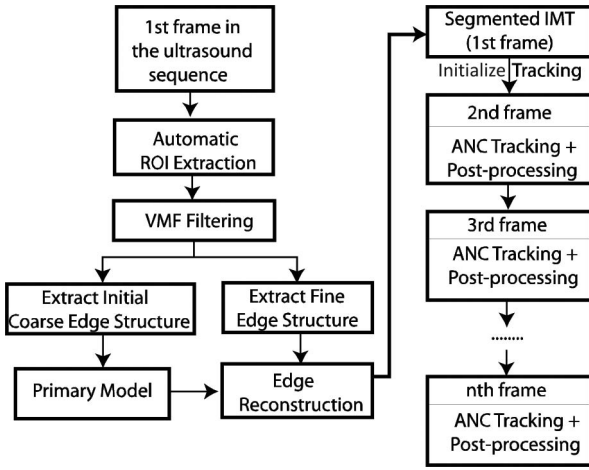 1st frame in
the ultrasound
sequence
Automatic
ROI Extraction
VMF Filtering
Extract Initial
Coarse Edge Structure
Extract Fine
Edge Structure
Primary Model
Edge
Reconstruction
Segmented IMT
(1st frame)
Initialize Tracking
2nd frame
ANC Tracking +
Post-processing
3rd frame
ANC Tracking +
Post-processing
........
nth frame
ANC Tracking +
Post-processing